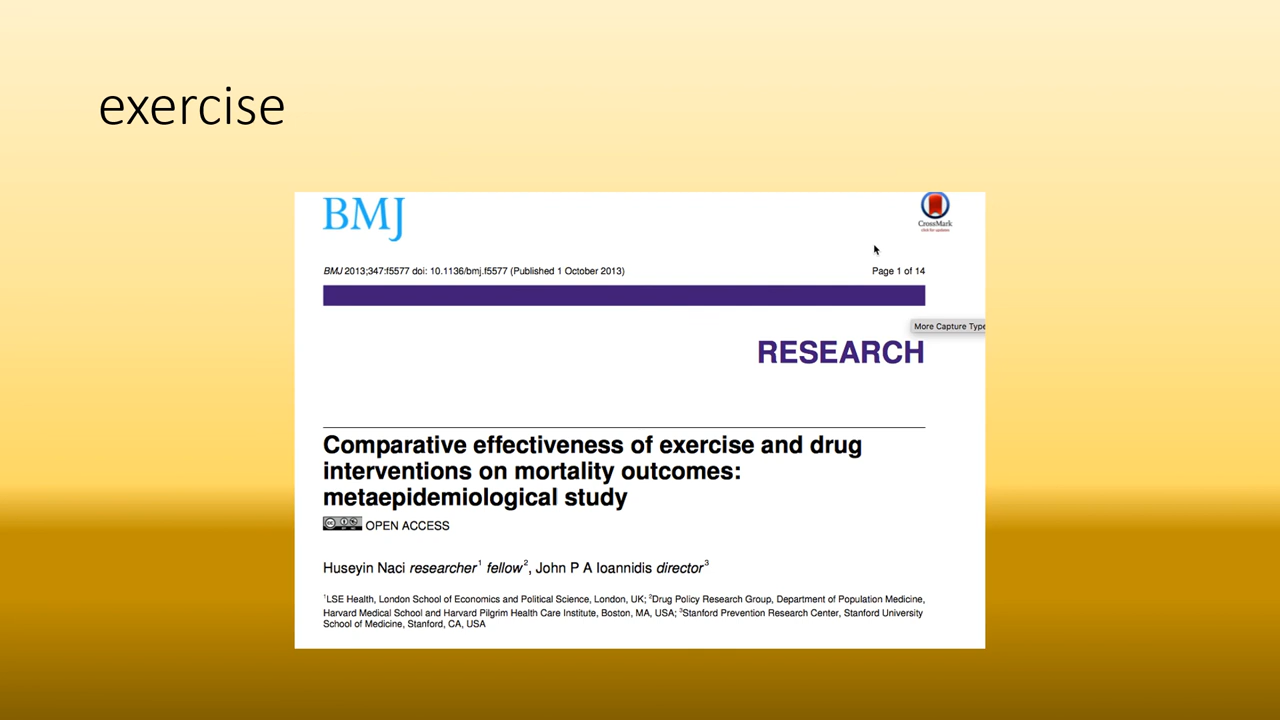 exercise
BMJ
CrossMark
click for updates
BMJ 2013;347:f5577 doi: 10.1136/bmj.f5577 (Published 1 October 2013)
Page 1 of 14
More Capture Type
RESEARCH
Comparative effectiveness of exercise and drug
interventions on mortality outcomes:
metaepidemiological study
OPEN ACCESS
Huseyin Naci researcher¹ fellow², John P A Ioannidis director³
¹LSE Health, London School of Economics and Political Science, London, UK; ²Drug Policy Research Group, Department of Population Medicine,
Harvard Medical School and Harvard Pilgrim Health Care Institute, Boston, MA, USA; ³Stanford Prevention Research Center, Stanford University
School of Medicine, Stanford, CA, USA